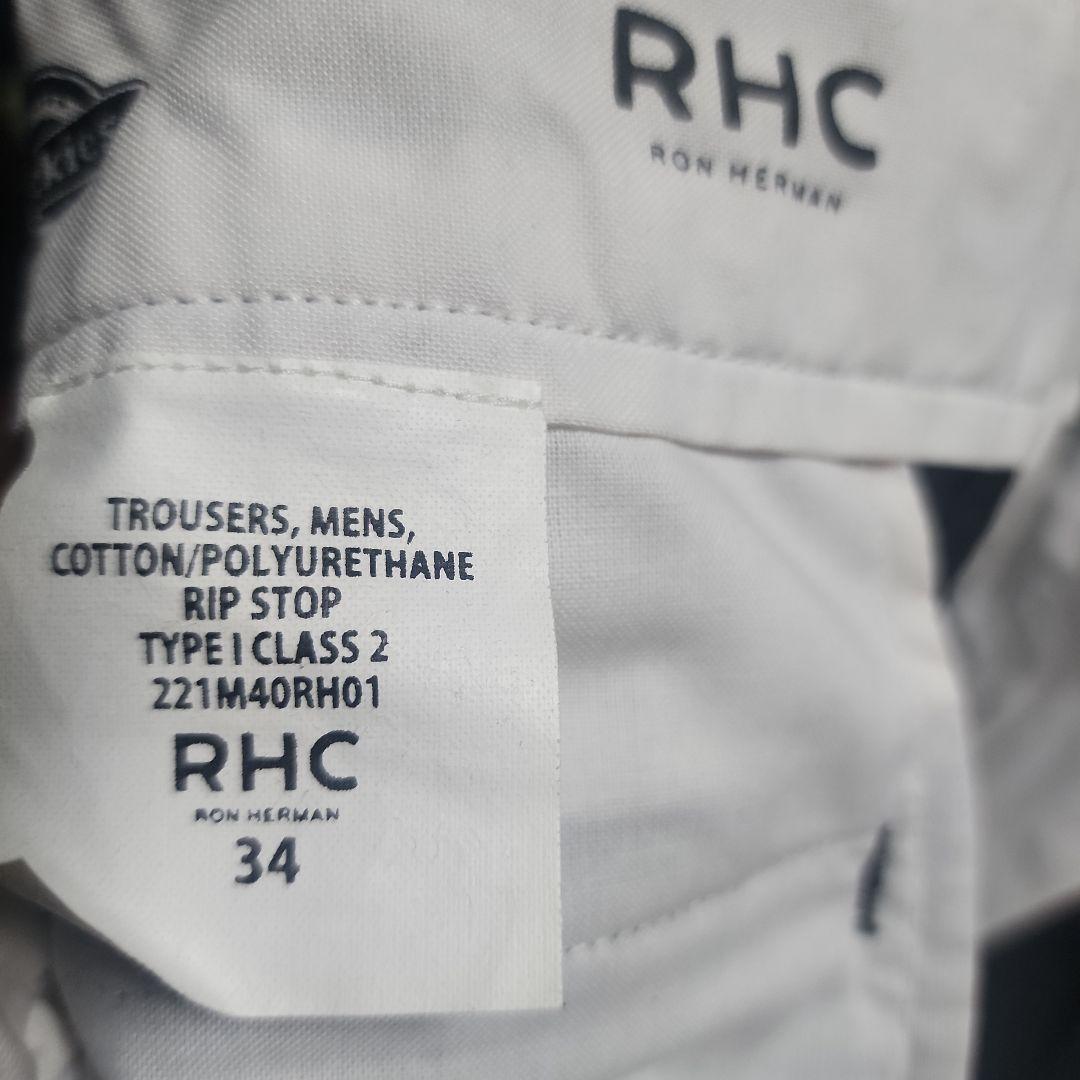 RHC
RON HERMAN
TROUSERS, MENS,
COTTON/POLYURETHANE
RIP STOP
TYPE I CLASS 2
221M40RH01
RHC
RON HERMAN
34